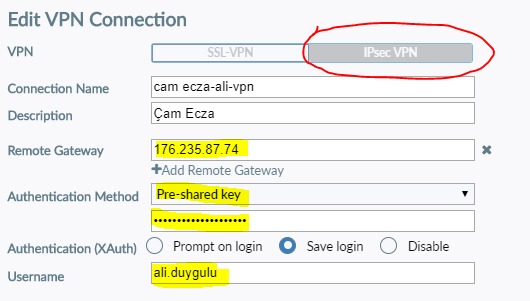 Edit VPN Connection
VPN SSL-VPN IPsec VPN
Connection Name cam ecza-ali-vpn
Description Çam Ecza
Remote Gateway 176.235.87.74
+Add Remote Gateway
Authentication Method Pre-shared key
••••••••••••••••••••
Authentication (XAuth) Prompt on login Save login Disable
Username ali.duygulu